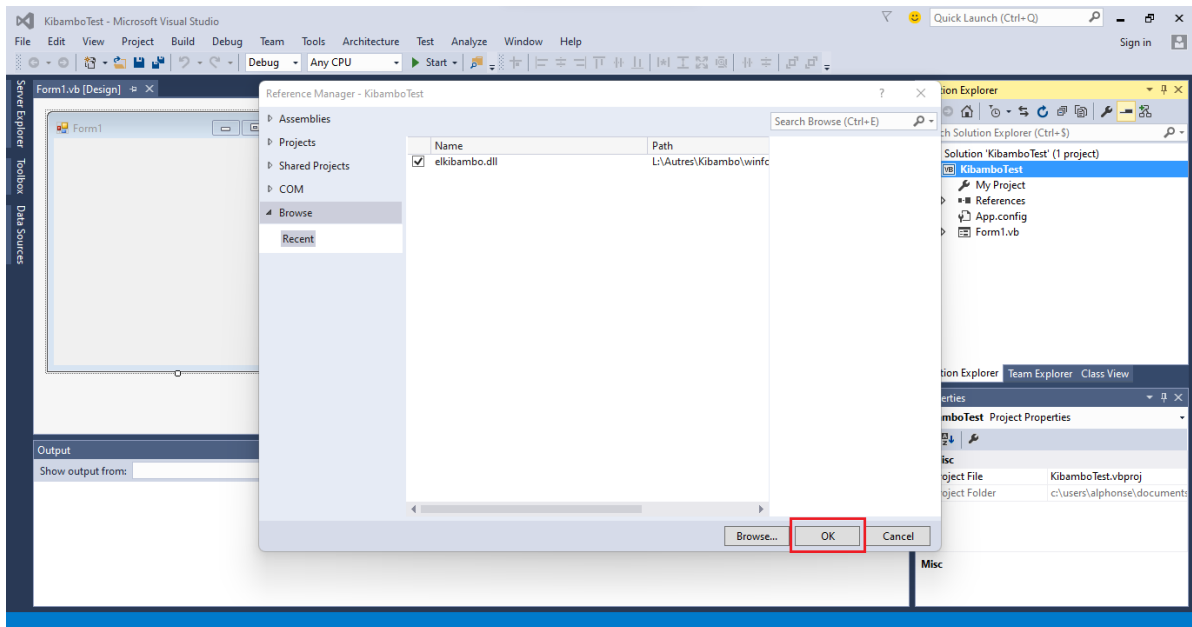 KibamboTest - Microsoft Visual Studio
Quick Launch (Ctrl+Q)
File Edit View Project Build Debug Team Tools Architecture Test Analyze Window Help
Sign in
Debug Any CPU Start
Server Explorer
Toolbox
Data Sources
Form1.vb [Design]
Form1
Output
Show output from:
Reference Manager - KibamboTest
? 
Assemblies
Projects
Shared Projects
COM
Browse
Recent
Search Browse (Ctrl+E)
Name Path
elkibambo.dll L:\Autres\Kibambo\winfc
Browse... OK Cancel
tion Explorer
ch Solution Explorer (Ctrl+$)
Solution 'KibamboTest' (1 project)
VB KibamboTest
My Project
References
App.config
Form1.vb
tion Explorer Team Explorer Class View
erties
mboTest Project Properties
isc
oject File KibamboTest.vbproj
oject Folder c:\users\alphonse\documents
Misc